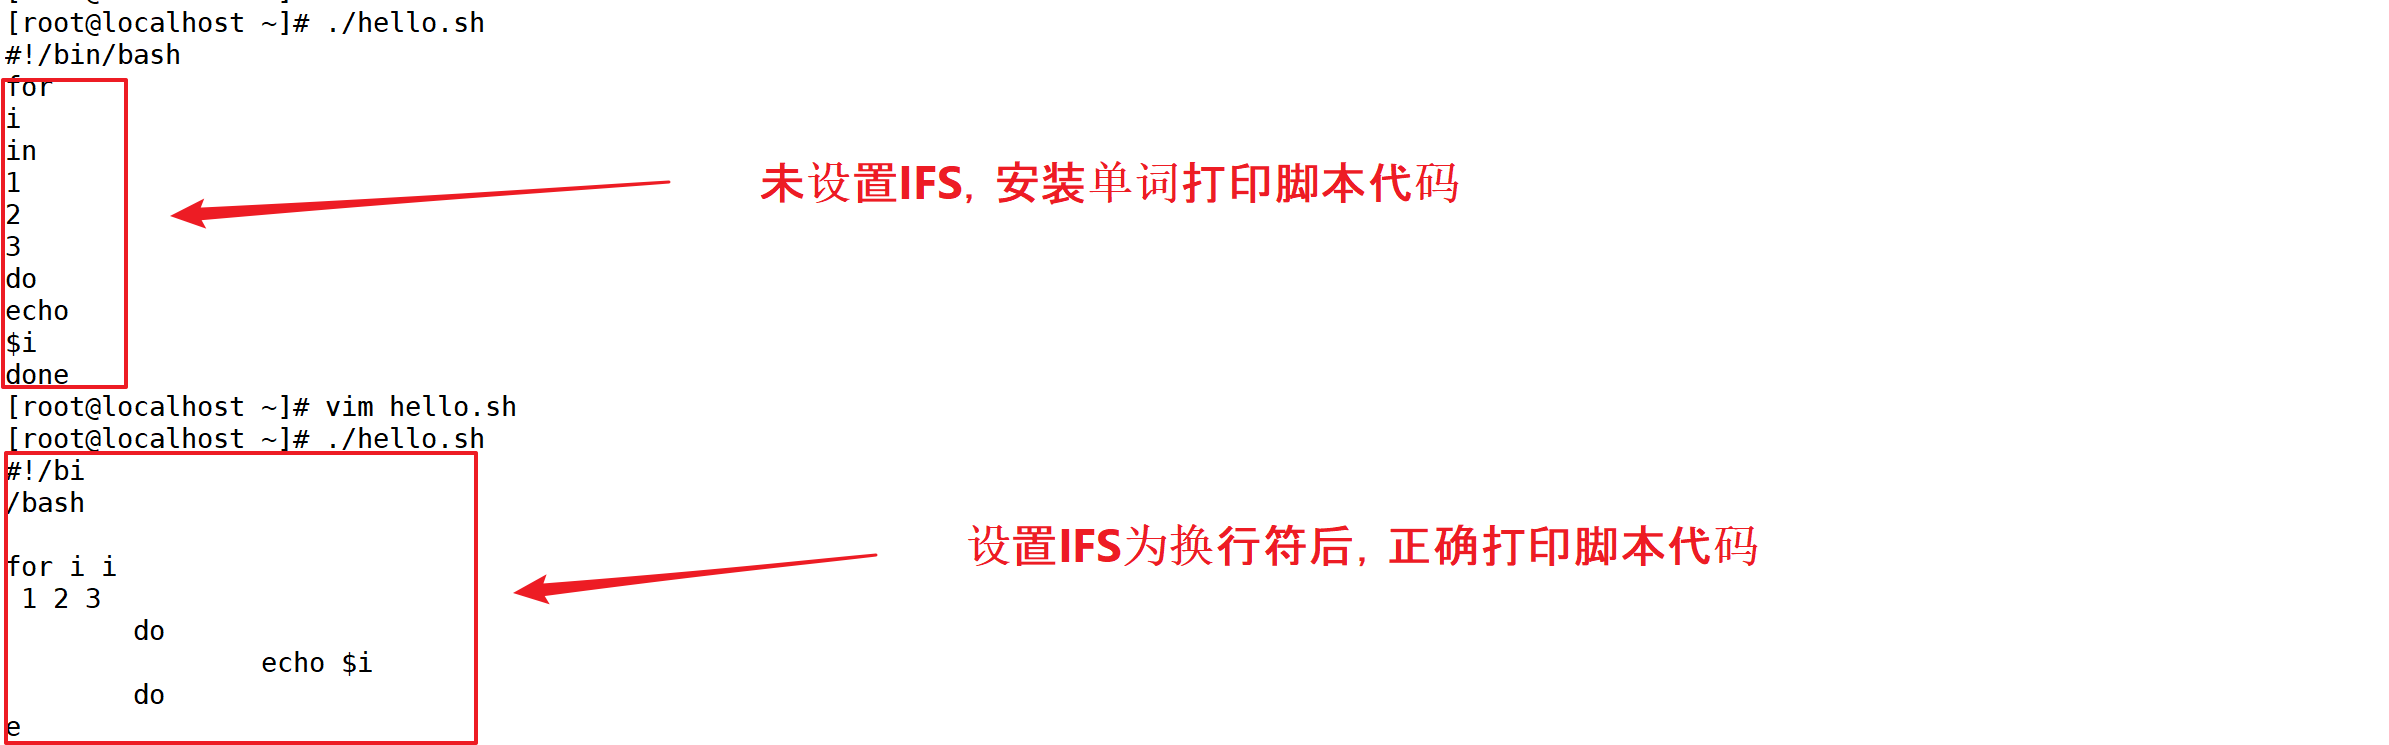 [root@localhost ~]# ./hello.sh
#!/bin/bash
for
i
in
1
2
3
do
echo
$i
done
未设置IFS, 安装单词打印脚本代码
[root@localhost ~]# vim hello.sh
[root@localhost ~]# ./hello.sh
#!/bi
/bash
for i i
 1 2 3
        do
                echo $i
        do
e
设置IFS为换行符后, 正确打印脚本代码